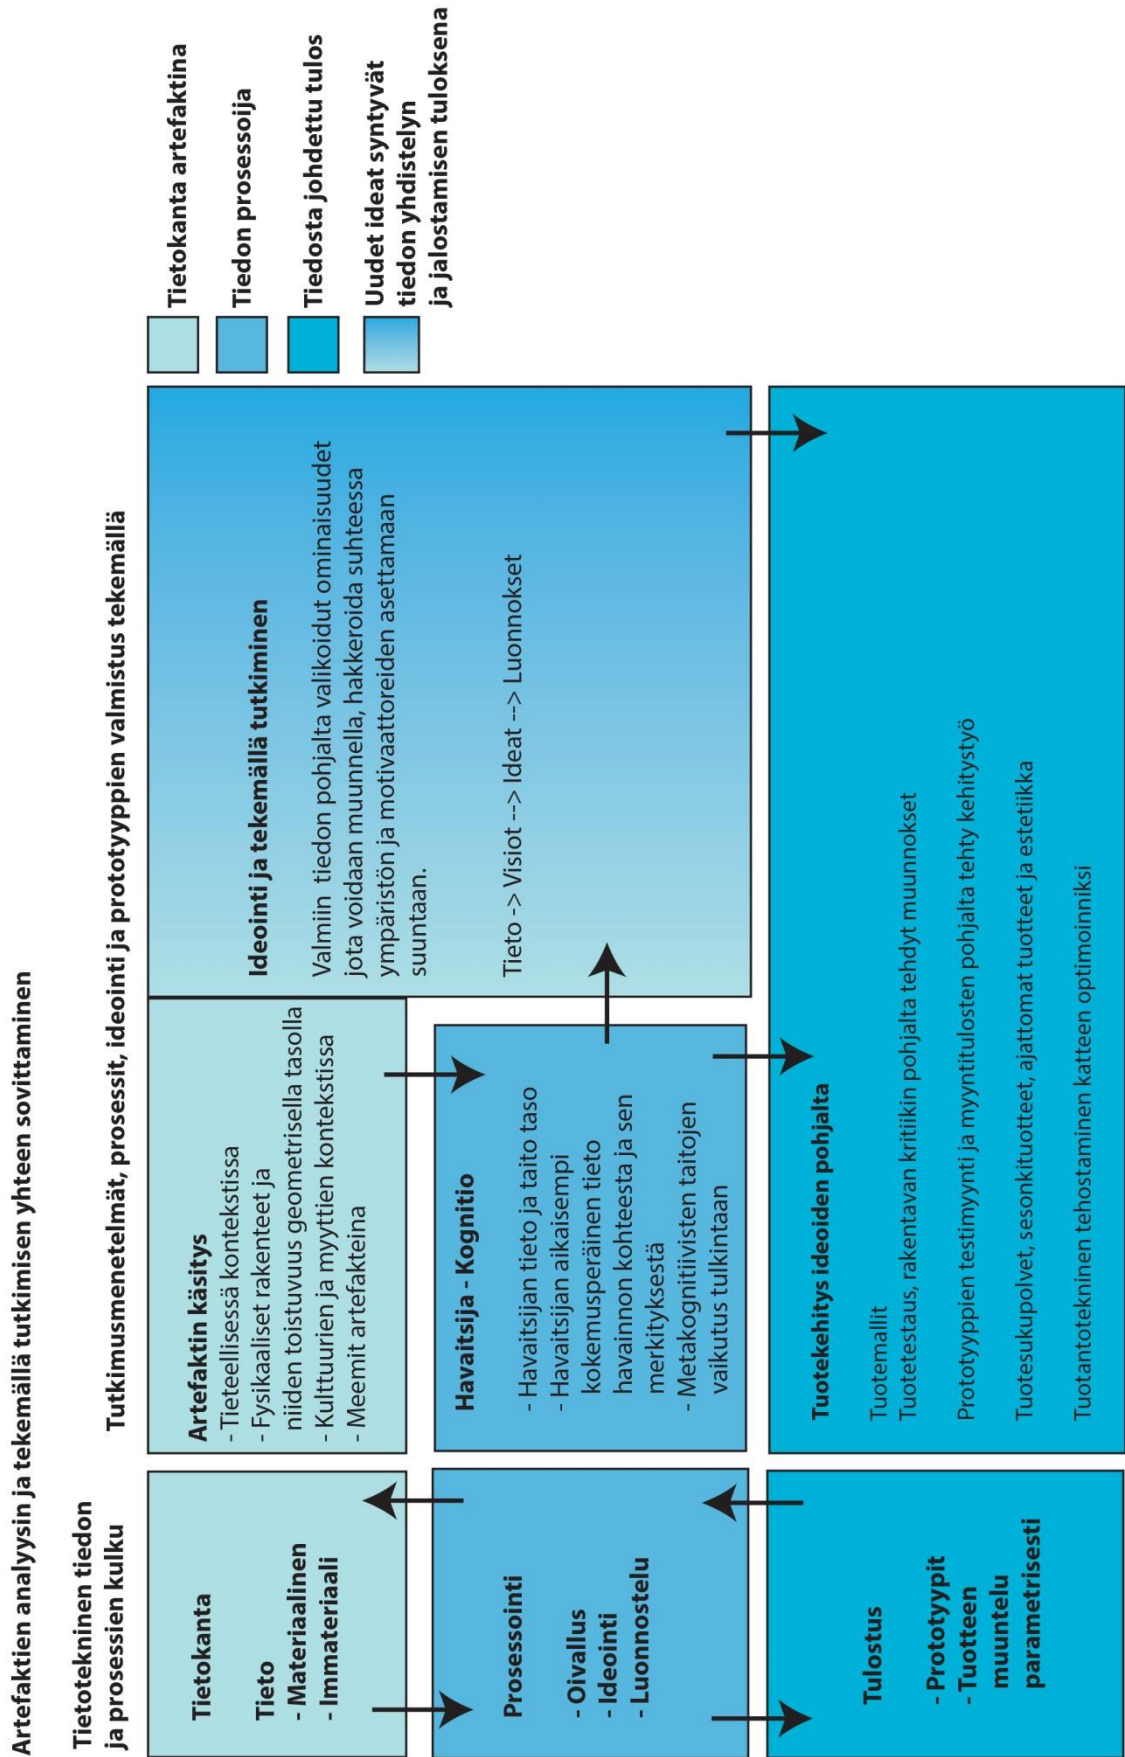 Artefaktien analyysin ja tekemällä tutkimisen yhteen sovittaminen
Tietotekninen tiedon
ja prosessien kulku
Tutkimusmenetelmät, prosessit, ideointi ja prototyyppien valmistus tekemällä
Tietokanta
Tieto
- Materiaalinen
- Immateriaali
Artefaktin käsitys
- Tieteellisessä kontekstissa
- Fysikaaliset rakenteet ja
niiden toistuvuus geometrisella tasolla
- Kulttuurien ja myyttien kontekstissa
- Meemit artefakteina
Ideointi ja tekemällä tutkiminen
Valmiin tiedon pohjalta valikoidut ominaisuudet
jota voidaan muunnella, hakkeroida suhteessa
ympäristön ja motivaattoreiden asettamaan
suuntaan.
Tieto -> Visiot --> Ideat --> Luonnokset
Prosessointi
- Oivallus
- Ideointi
- Luonnostelu
Havaitsija - Kognitio
- Havaitsijan tieto ja taito taso
- Havaitsijan aikaisempi
kokemusperäinen tieto
havainnon kohteesta ja sen
merkityksestä
- Metakognitiivisten taitojen
vaikutus tulkintaan
Tulostus
- Prototyypit
- Tuotteen
muuntelu
parametrisesti
Tuotekehitys ideoiden pohjalta
Tuotemallit
Tuotetestaus, rakentavan kritiikin pohjalta tehdyt muunnokset
Prototyyppien testimyynti ja myyntitulosten pohjalta tehty kehitystyö
Tuotesukupolvet, sesonkituotteet, ajattomat tuotteet ja estetiikka
Tuotantotekninen tehostaminen katteen optimoinniksi
Tietokanta artefaktina
Tiedon prosessoija
Tiedosta johdettu tulos
Uudet ideat syntyvät
tiedon yhdistelyn
ja jalostamisen tuloksena